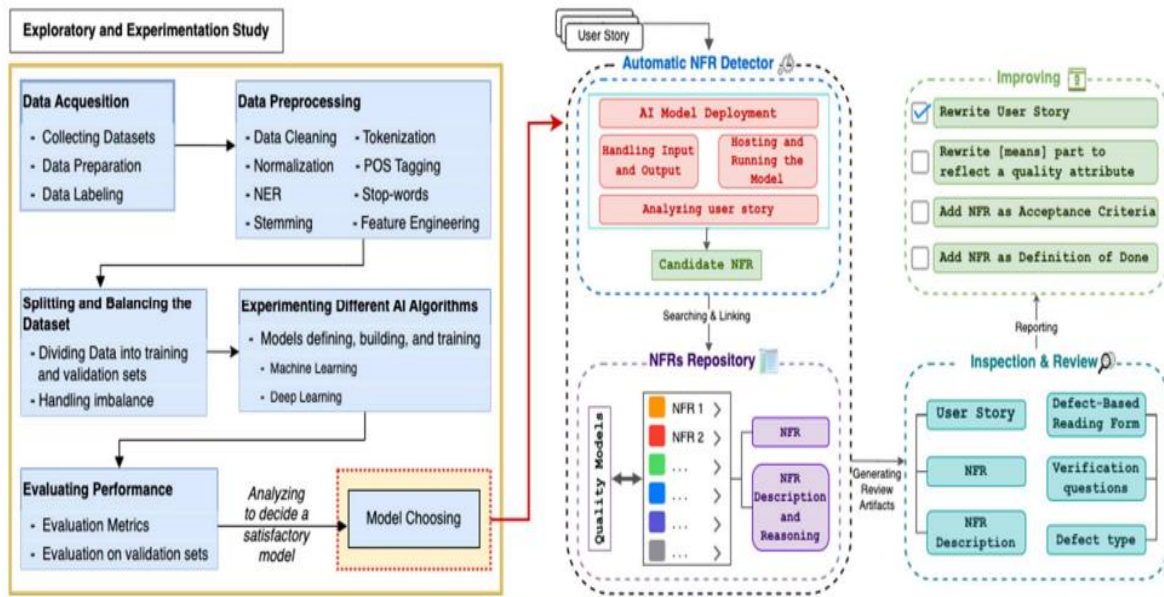 Exploratory and Experimentation Study
Data Acquesition
- Collecting Datasets
- Data Preparation
- Data Labeling
Data Preprocessing
- Data Cleaning
- Normalization
- NER
- Stemming
- Tokenization
- POS Tagging
- Stop-words
- Feature Engineering
Splitting and Balancing the
Dataset
- Dividing Data into training
and validation sets
- Handling imbalance
Experimenting Different AI Algorithms
- Models defining, building, and training
- Machine Learning
- Deep Learning
Evaluating Performance
- Evaluation Metrics
- Evaluation on validation sets
Analyzing
to decide a
satisfactory
model
Model Choosing
User Story
Automatic NFR Detector
AI Model Deployment
Handling Input
and Output
Hosting and
Running the
Model
Analyzing user story
Candidate NFR
Searching & Linking
NFRs Repository
Quality Models
NFR 1
NFR 2
. . .
. . .
. . .
. . .
NFR
NFR
Description
and
Reasoning
Generating
Review
Artifacts
Improving
Rewrite User Story
Rewrite [means] part to
reflect a quality attribute
Add NFR as Acceptance Criteria
Add NFR as Definition of Done
Reporting
Inspection & Review
User Story
NFR
NFR
Description
Defect-Based
Reading Form
Verification
questions
Defect type